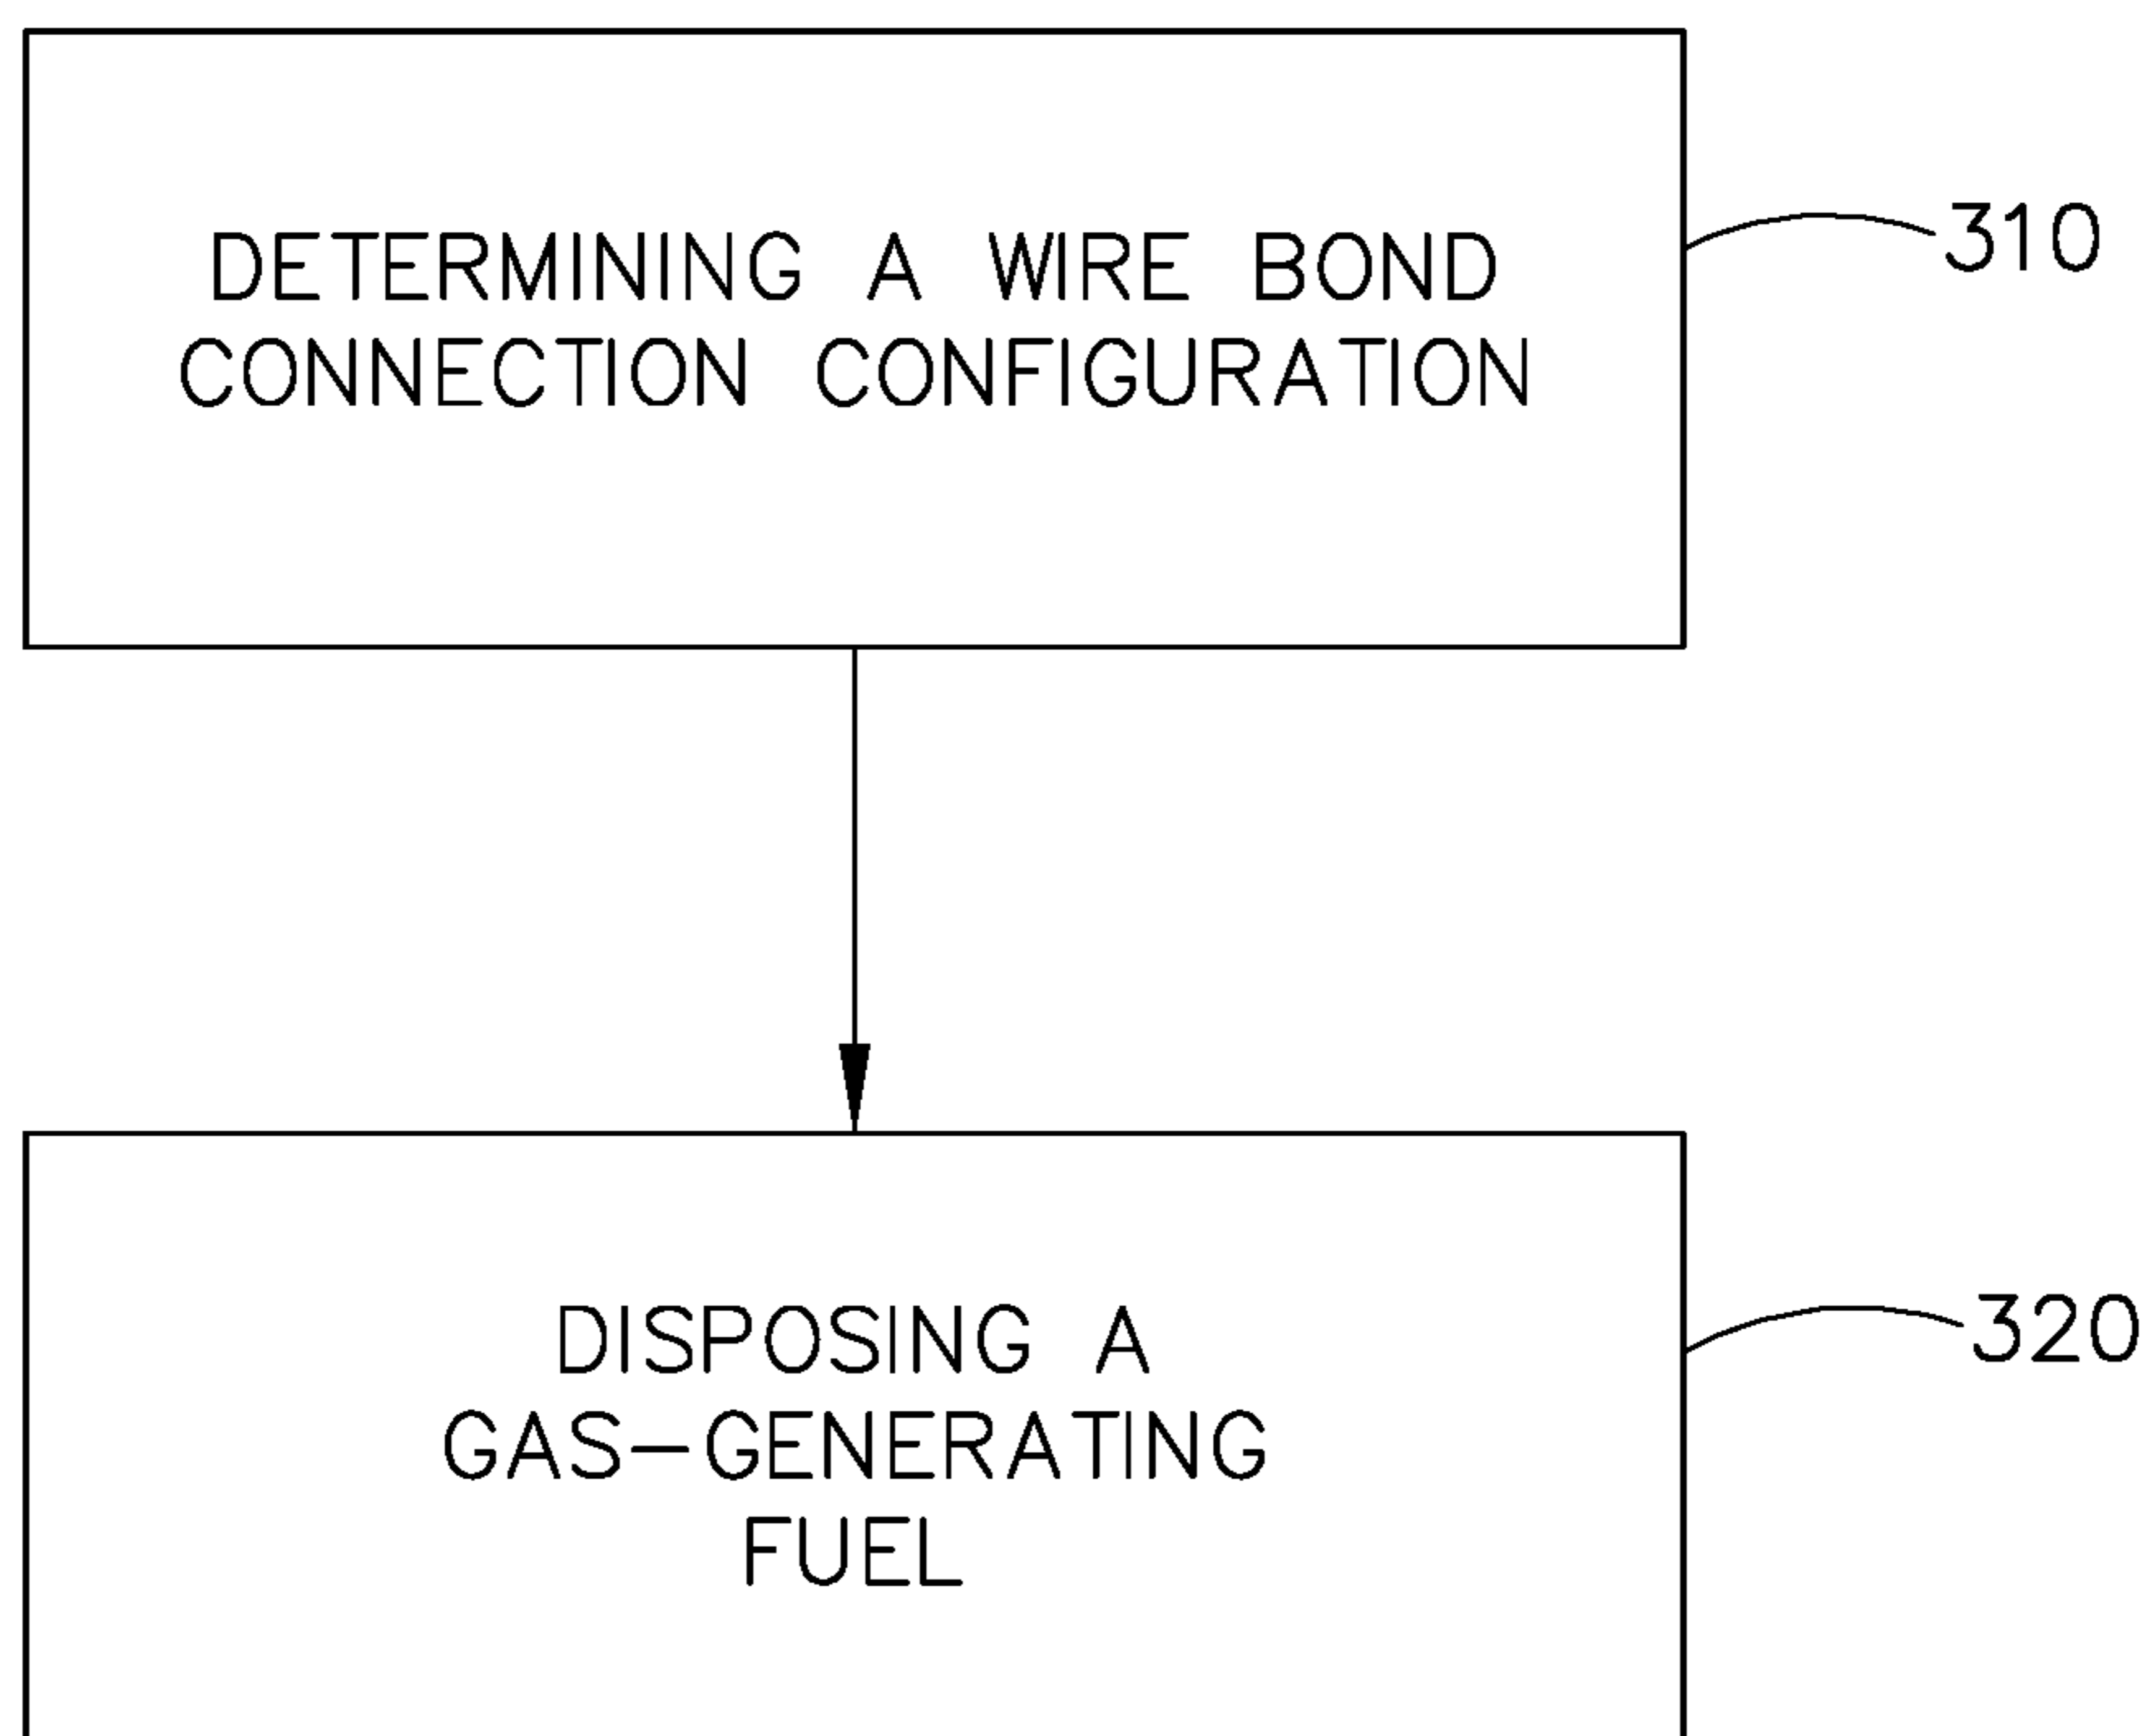 DETERMINING A WIRE BOND
CONNECTION CONFIGURATION
310
DISPOSING A
GAS-GENERATING
FUEL
320